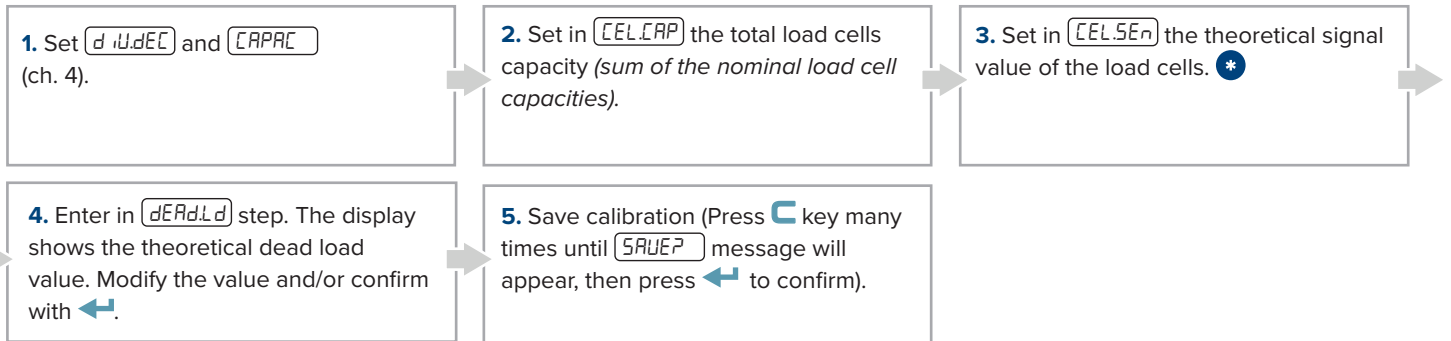 1. Set diU.dEC and CAPAC
(ch. 4).
2. Set in CEL.CAP the total load cells
capacity (sum of the nominal load cell
capacities).
3. Set in CEL.SEn the theoretical signal
value of the load cells. *
4. Enter in dEAd.Ld step. The display
shows the theoretical dead load
value. Modify the value and/or confirm
with ↵.
5. Save calibration (Press C key many
times until SAUE? message will
appear, then press ↵ to confirm).